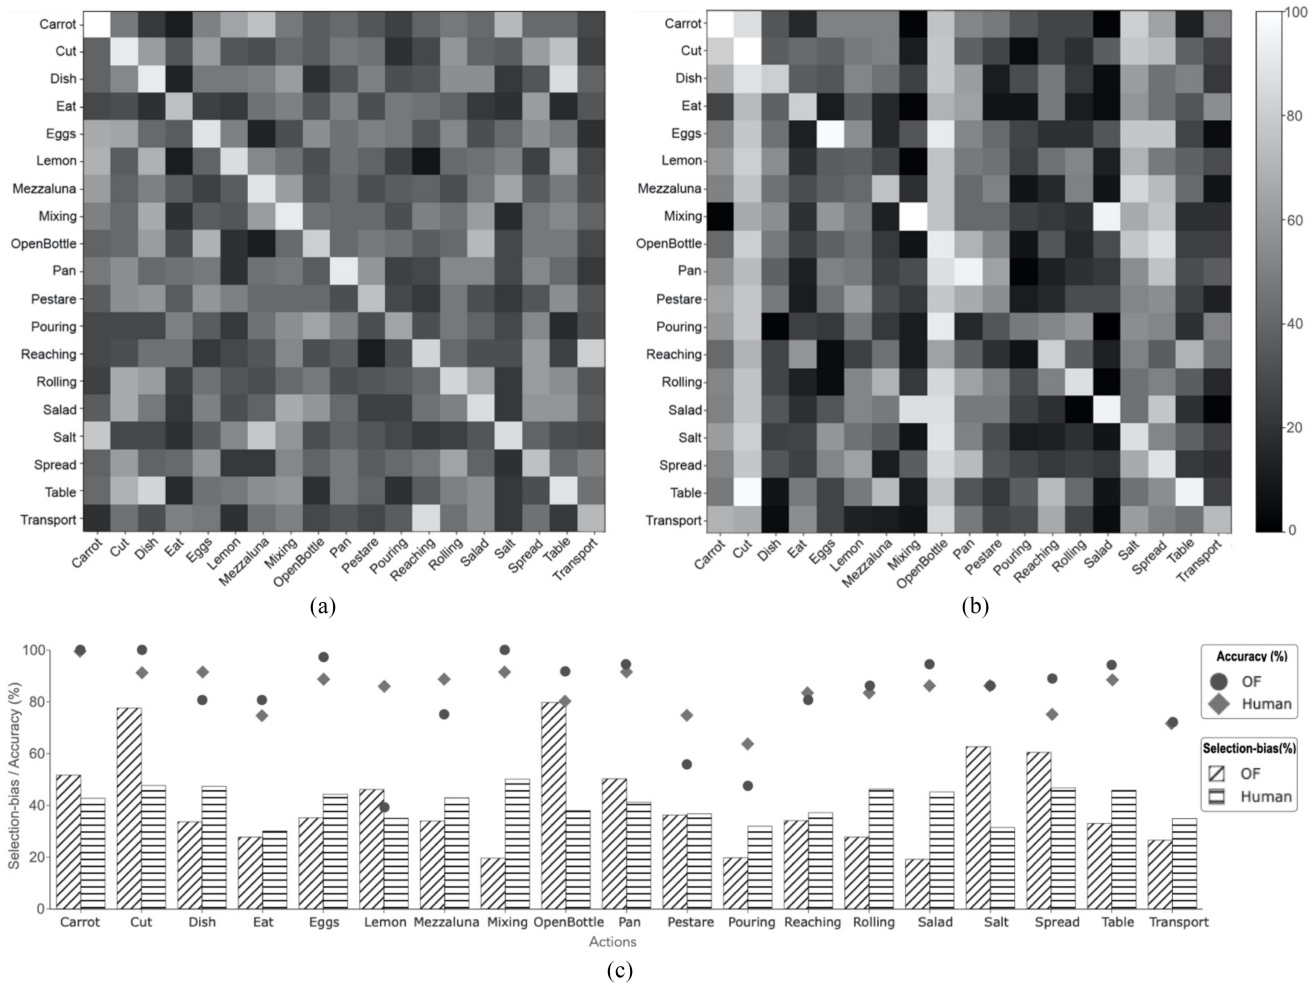 Carrot
Cut
Dish
Eat
Eggs
Lemon
Mezzaluna
Mixing
OpenBottle
Pan
Pestare
Pouring
Reaching
Rolling
Salad
Salt
Spread
Table
Transport
Carrot Cut Dish Eat Eggs Lemon Mezzaluna Mixing OpenBottle Pan Pestare Pouring Reaching Rolling Salad Salt Spread Table Transport
(a)
Carrot
Cut
Dish
Eat
Eggs
Lemon
Mezzaluna
Mixing
OpenBottle
Pan
Pestare
Pouring
Reaching
Rolling
Salad
Salt
Spread
Table
Transport
Carrot Cut Dish Eat Eggs Lemon Mezzaluna Mixing OpenBottle Pan Pestare Pouring Reaching Rolling Salad Salt Spread Table Transport
100
80
60
40
20
0
(b)
Selection-bias / Accuracy (%)
100
80
60
40
20
0
Carrot Cut Dish Eat Eggs Lemon Mezzaluna Mixing OpenBottle Pan Pestare Pouring Reaching Rolling Salad Salt Spread Table Transport
Actions
Accuracy (%)
OF
Human
Selection-bias(%)
OF
Human
(c)